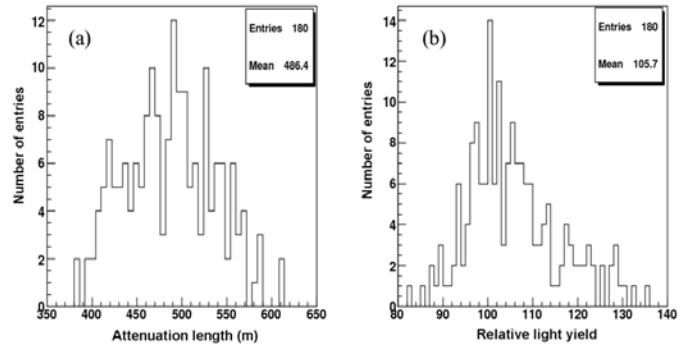 (a)
Entries 180
Mean 486.4
Number of entries
12
10
8
6
4
2
0
350 400 450 500 550 600 650
Attenuation length (m)
(b)
Entries 180
Mean 105.7
Number of entries
14
12
10
8
6
4
2
0
80 90 100 110 120 130 140
Relative light yield